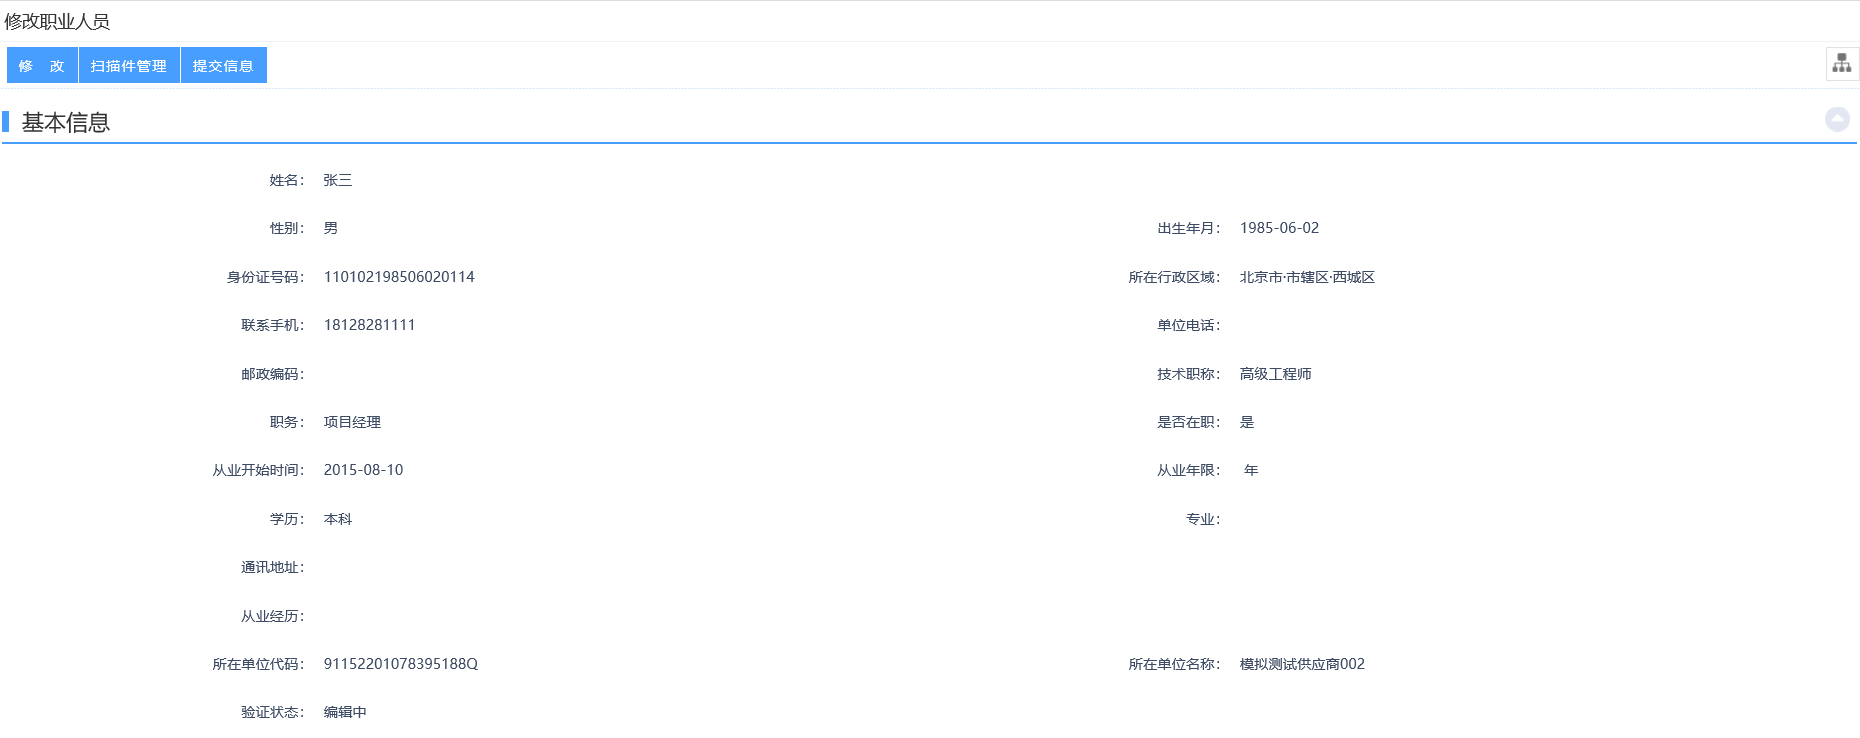 修改职业人员
修 改 扫描件管理 提交信息
基本信息
姓名： 张三
性别： 男 出生年月： 1985-06-02
身份证号码： 110102198506020114 所在行政区域： 北京市·市辖区·西城区
联系手机： 18128281111 单位电话：
邮政编码： 技术职称： 高级工程师
职务： 项目经理 是否在职： 是
从业开始时间： 2015-08-10 从业年限： 年
学历： 本科 专业：
通讯地址：
从业经历：
所在单位代码： 91152201078395188Q 所在单位名称： 模拟测试供应商002
验证状态： 编辑中